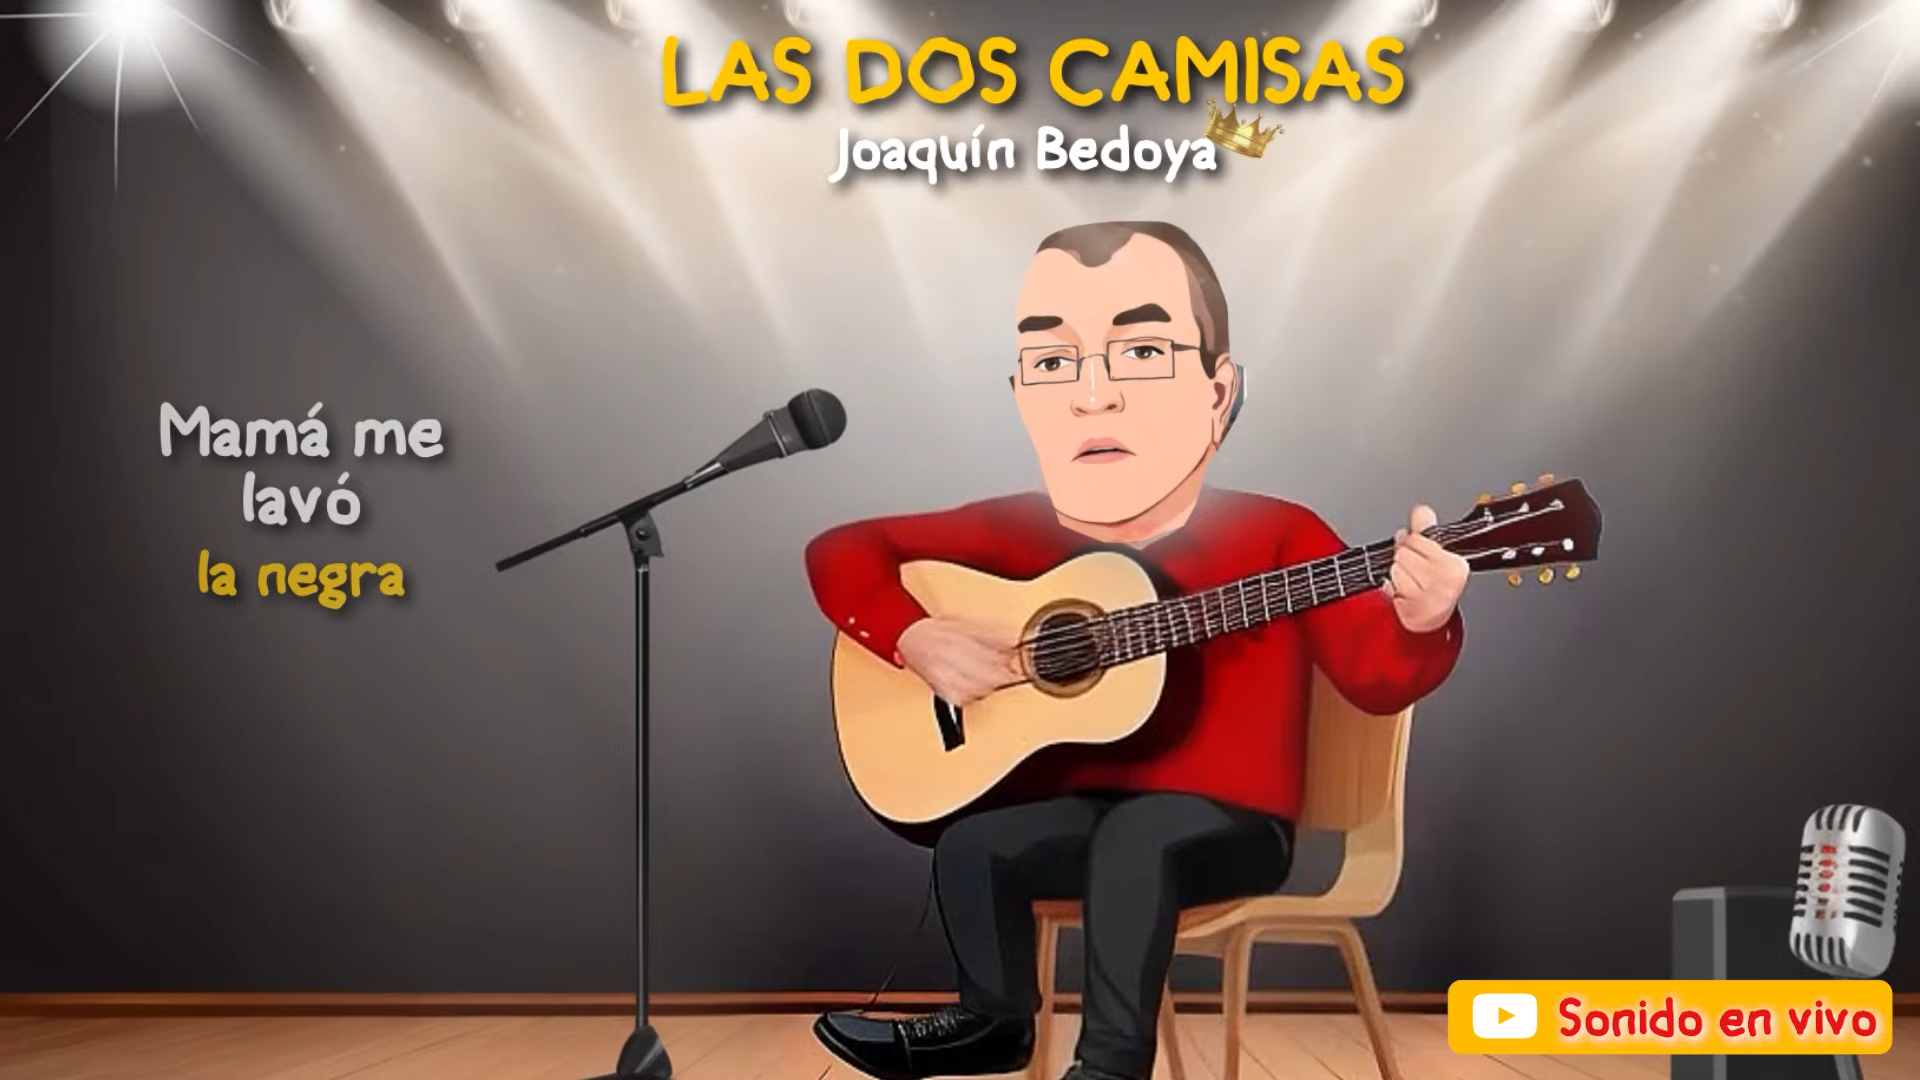 LAS DOS CAMISAS
Joaquín Bedoya
Mamá me
lavó
la negra
Sonido en vivo